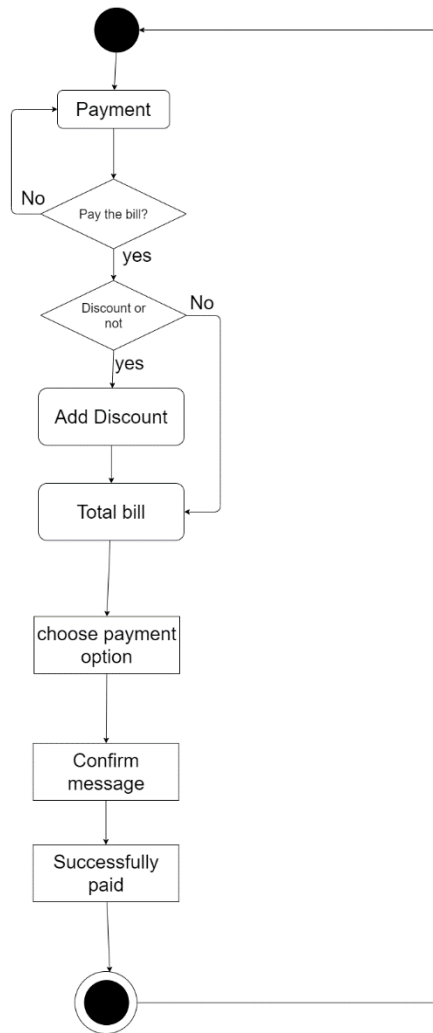 Payment
No
Pay the bill?
yes
Discount or
not
No
yes
Add Discount
Total bill
choose payment
option
Confirm
message
Successfully
paid